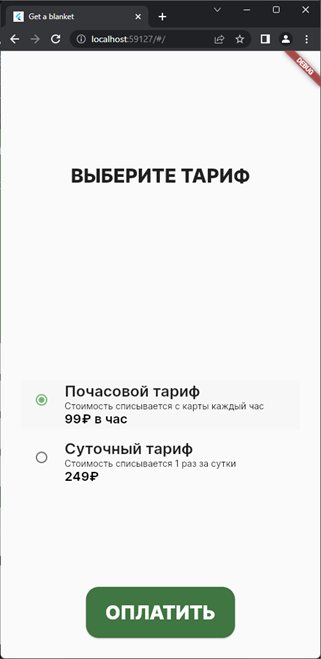 Get a blanket
localhost:59127/#/
DEBUG
ВЫБЕРИТЕ ТАРИФ
Почасовой тариф
Стоимость списывается с карты каждый час
99₽ в час
Суточный тариф
Стоимость списывается 1 раз за сутки
249₽
ОПЛАТИТЬ